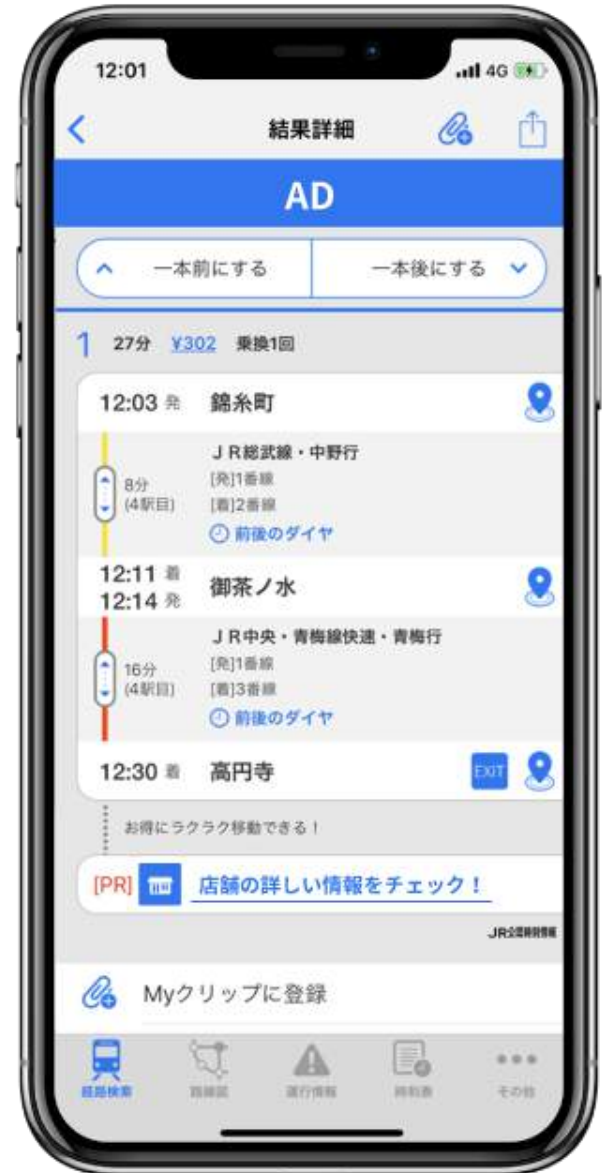 12:01 4G
結果詳細
AD
一本前にする 一本後にする
1 27分 ¥302 乗換1回
12:03 発 錦糸町
JR総武線・中野行
[発]1番線
8分
(4駅目)
[着]2番線
前後のダイヤ
12:11 着
12:14 発
御茶ノ水
JR中央・青梅線快速・青梅行
[発]1番線
16分
(4駅目)
[着]3番線
前後のダイヤ
12:30 着 高円寺 EXIT
お得にラクラク移動できる!
[PR] 店舗の詳しい情報をチェック!
Myクリップに登録
経路検索 路線図 運行情報 時刻表 その他